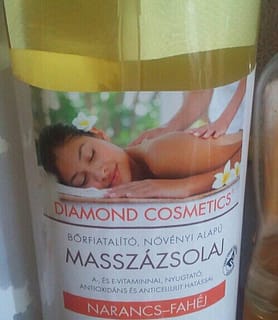 DIAMOND COSMETICS
BŐRFIATALÍTÓ, NÖVÉNYI ALAPÚ
MASSZÁZSOLAJ
A- ÉS E-VITAMINNAL, NYUGTATÓ,
ANTIOXIDÁNS ÉS ANTICELLULIT HATÁSSAL
NARANCS–FAHÉJ